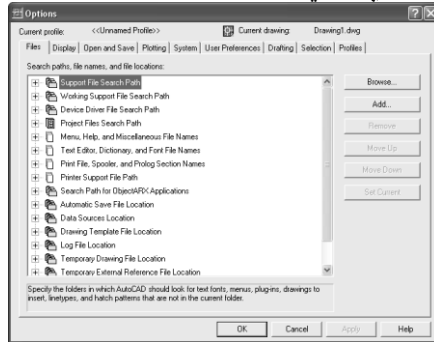 Options
Current profile: <<Unnamed Profile>> Current drawing: Drawing1.dwg
Files Display Open and Save Plotting System User Preferences Drafting Selection Profiles
Search paths, file names, and file locations:
Support File Search Path
Working Support File Search Path
Device Driver File Search Path
Project Files Search Path
Menu, Help, and Miscellaneous File Names
Text Editor, Dictionary, and Font File Names
Print File, Spooler, and Prolog Section Names
Printer Support File Path
Search Path for ObjectARX Applications
Automatic Save File Location
Data Sources Location
Drawing Template File Location
Log File Location
Temporary Drawing File Location
Temporary External Reference File Location
Browse...
Add...
Remove
Move Up
Move Down
Set Current
Specify the folders in which AutoCAD should look for text fonts, menus, plug-ins, drawings to
insert, linetypes, and hatch patterns that are not in the current folder.
OK Cancel Apply Help